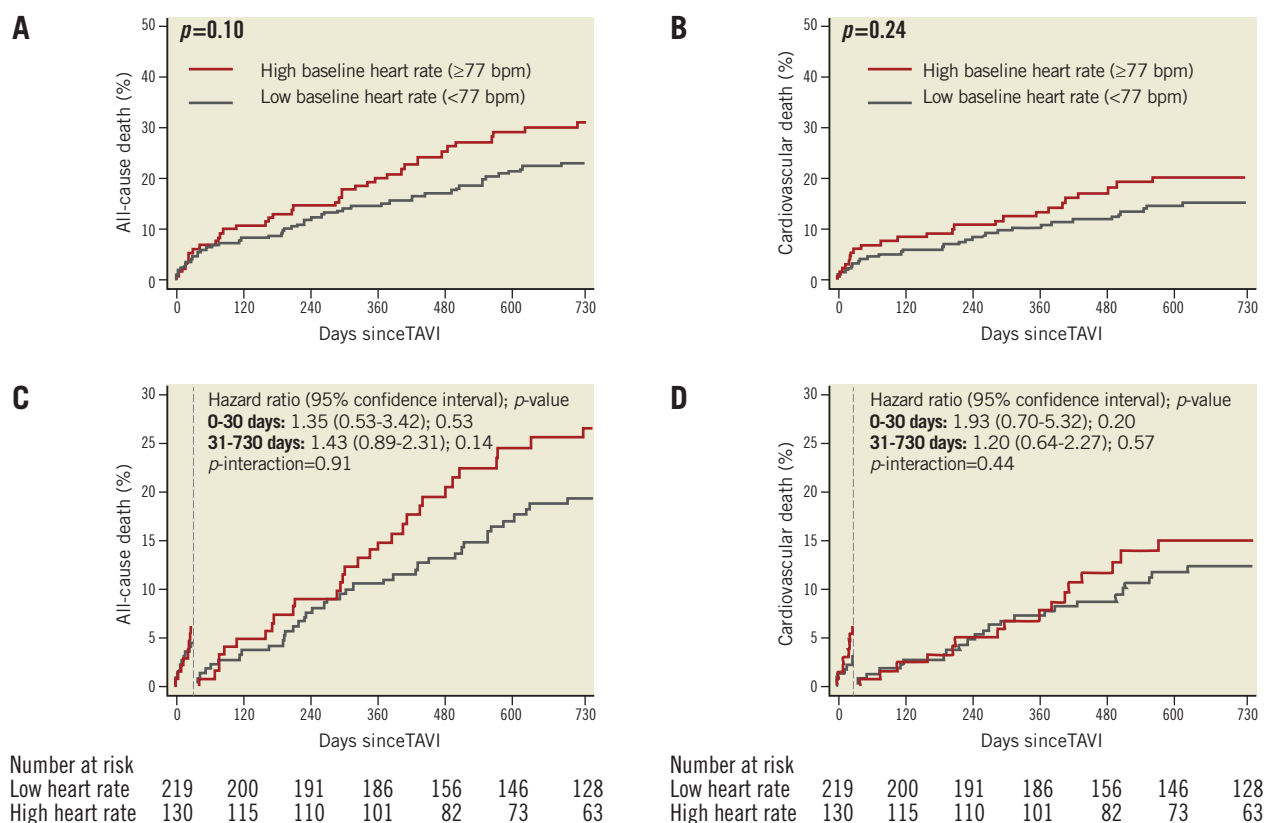 A
p=0.10
High baseline heart rate (≥77 bpm)
Low baseline heart rate (<77 bpm)
All-cause death (%)
50
40
30
20
10
0
0 120 240 360 480 600 730
Days sinceTAVI
B
p=0.24
High baseline heart rate (≥77 bpm)
Low baseline heart rate (<77 bpm)
Cardiovascular death (%)
50
40
30
20
10
0
0 120 240 360 480 600 730
Days sinceTAVI
C
Hazard ratio (95% confidence interval); p-value
0-30 days: 1.35 (0.53-3.42); 0.53
31-730 days: 1.43 (0.89-2.31); 0.14
p-interaction=0.91
All-cause death (%)
30
25
20
15
10
5
0
0 120 240 360 480 600 730
Days sinceTAVI
D
Hazard ratio (95% confidence interval); p-value
0-30 days: 1.93 (0.70-5.32); 0.20
31-730 days: 1.20 (0.64-2.27); 0.57
p-interaction=0.44
Cardiovascular death (%)
30
25
20
15
10
5
0
0 120 240 360 480 600 730
Days sinceTAVI
Number at risk
Low heart rate 219 200 191 186 156 146 128
High heart rate 130 115 110 101 82 73 63
Number at risk
Low heart rate 219 200 191 186 156 146 128
High heart rate 130 115 110 101 82 73 63